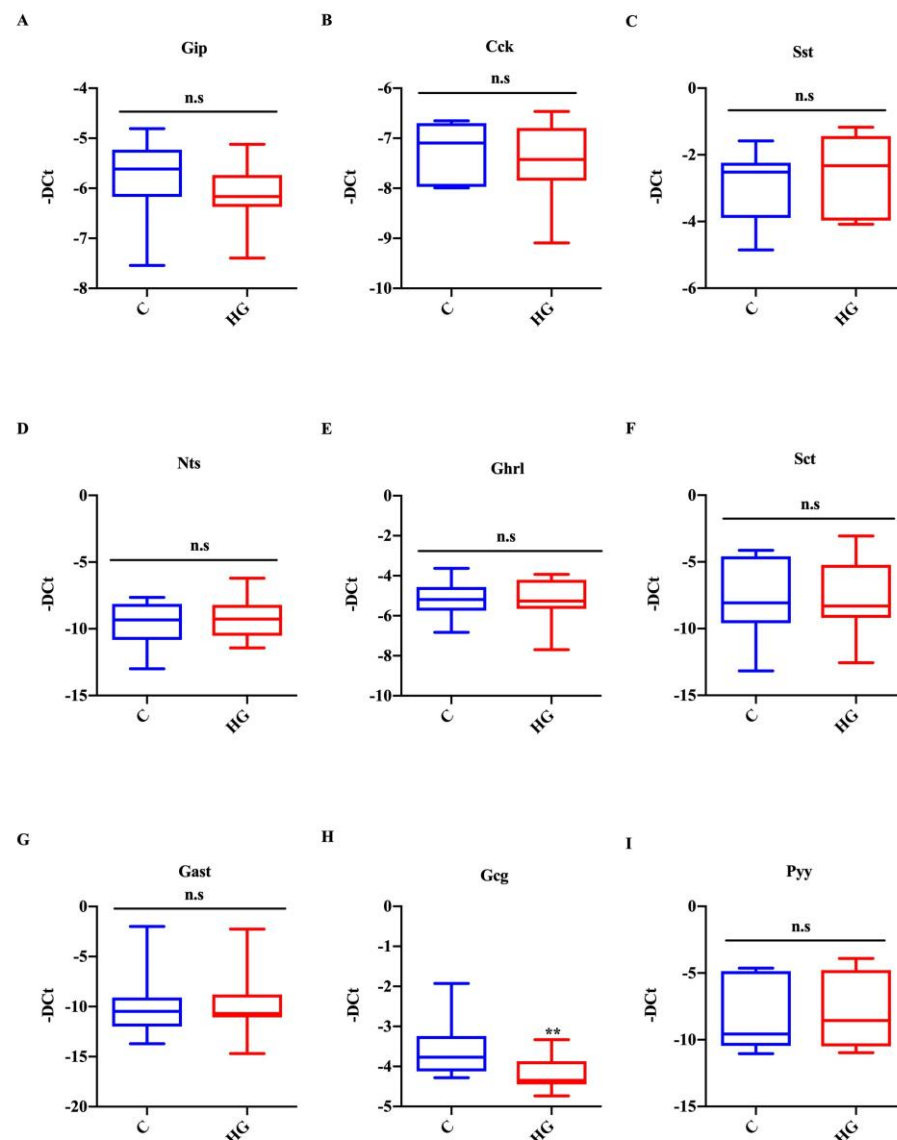 A
Gip
-4
n.s
-5
-6
-7
-8
-DCt
C
HG
B
Cck
-6
n.s
-7
-8
-9
-10
-DCt
C
HG
C
Sst
0
n.s
-2
-4
-6
-DCt
C
HG
D
Nts
0
n.s
-5
-10
-15
-DCt
C
HG
E
Ghrl
0
-2
n.s
-4
-6
-8
-10
-DCt
C
HG
F
Sct
0
n.s
-5
-10
-15
-DCt
C
HG
G
Gast
n.s
0
-5
-10
-15
-20
-DCt
C
HG
H
Gcg
0
-1
-2
-3
**
-4
-5
-DCt
C
HG
I
Pyy
0
n.s
-5
-10
-15
-DCt
C
HG